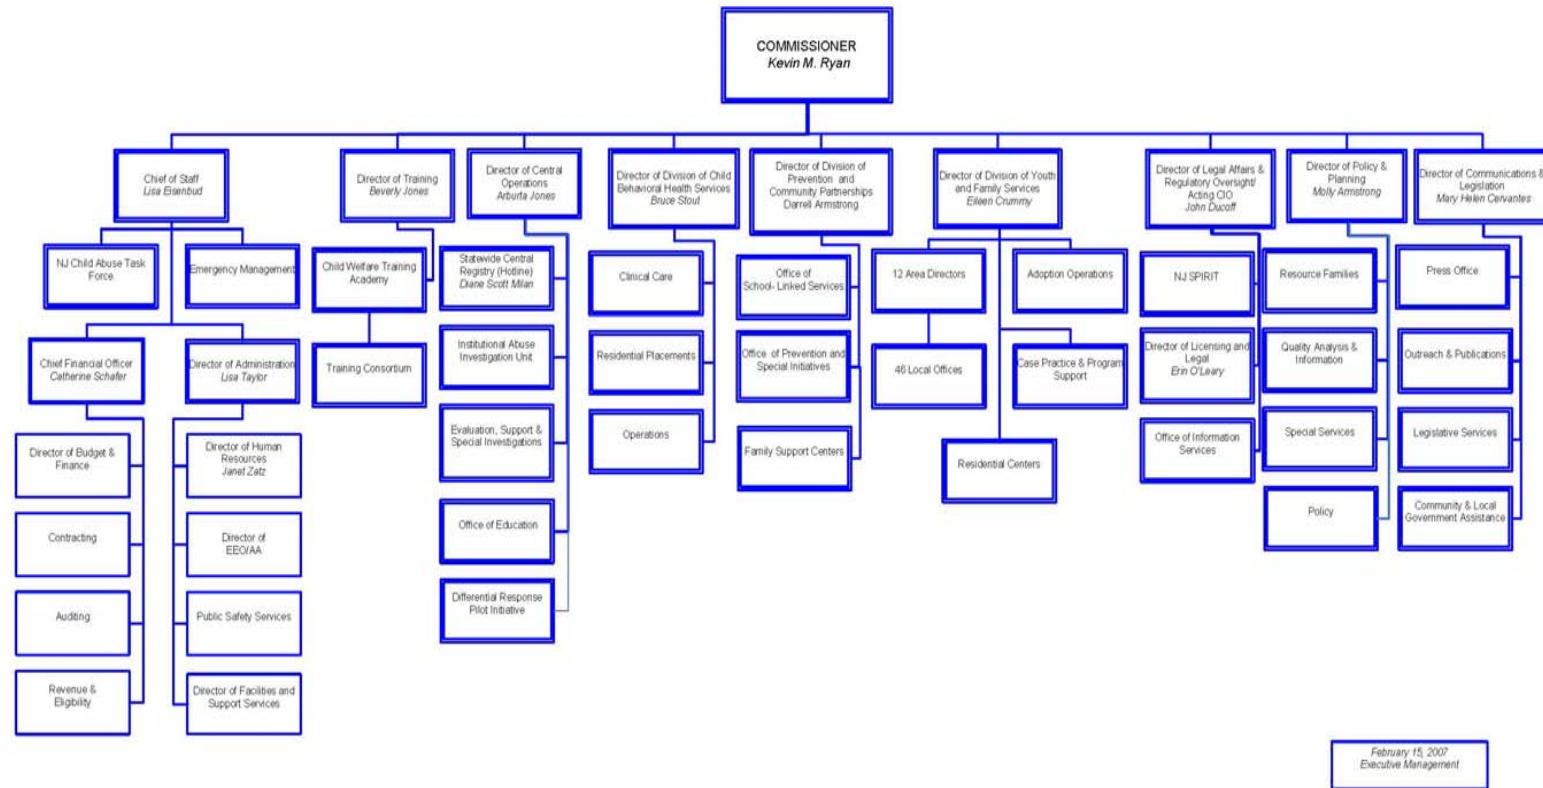 COMMISSIONER
Kevin M. Ryan
Chief of Staff
Lisa Eisenbud
Director of Training
Beverly Jones
Director of Central
Operations
Arburta Jones
Director of Division of Child
Behavioral Health Services
Bruce Stout
Director of Division of
Prevention and
Community Partnerships
Darrell Armstrong
Director of Division of Youth
and Family Services
Eileen Crummy
Director of Legal Affairs &
Regulatory Oversight/
Acting CIO
John Ducoff
Director of Policy &
Planning
Molly Armstrong
Director of Communications &
Legislation
Mary Helen Cervantes
NJ Child Abuse Task
Force
Emergency Management
Child Welfare Training
Academy
Statewide Central
Registry (Hotline)
Diane Scott Milan
Clinical Care
Office of
School- Linked Services
12 Area Directors
Adoption Operations
NJ SPIRIT
Resource Families
Press Office
Chief Financial Officer
Catherine Schafer
Director of Administration
Lisa Taylor
Training Consortium
Institutional Abuse
Investigation Unit
Residential Placements
Office of Prevention and
Special Initiatives
46 Local Offices
Case Practice & Program
Support
Director of Licensing and
Legal
Erin O'Leary
Quality Analysis &
Information
Outreach & Publications
Director of Budget &
Finance
Director of Human
Resources
Janet Zatz
Evaluation, Support &
Special Investigations
Operations
Family Support Centers
Residential Centers
Office of Information
Services
Special Services
Legislative Services
Contracting
Director of
EEO/AA
Office of Education
Policy
Community & Local
Government Assistance
Auditing
Public Safety Services
Differential Response
Pilot Initiative
Revenue &
Eligibility
Director of Facilities and
Support Services
February 15, 2007
Executive Management